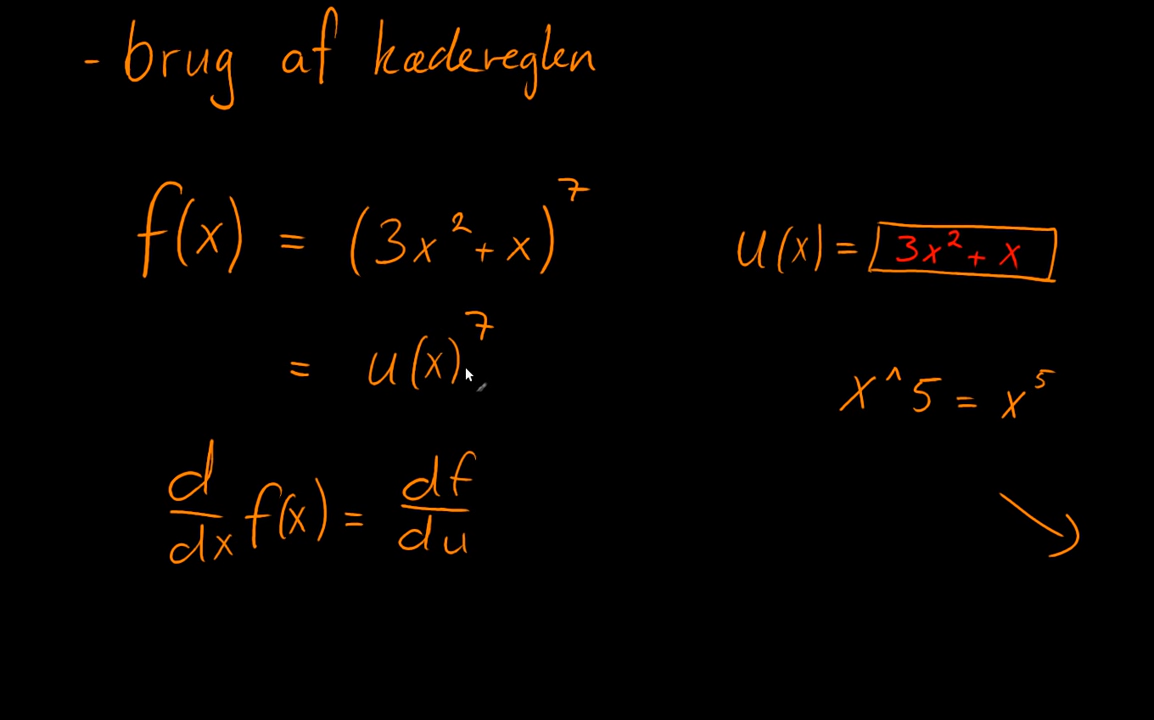 - brug af kædereglen
f(x) = (3x²+x)⁷
u(x) = 3x²+ x
= u(x)⁷
x^5 = x⁵
d/dx f(x) = df/du